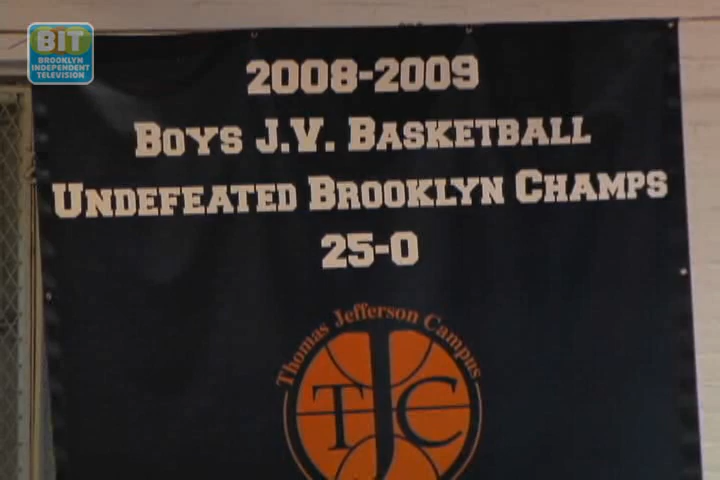 BiT
BROOKLYN
INDEPENDENT
TELEVISION
2008-2009
BOYS J.V. BASKETBALL
UNDEFEATED BROOKLYN CHAMPS
25-0
Thomas Jefferson Campus
TJC